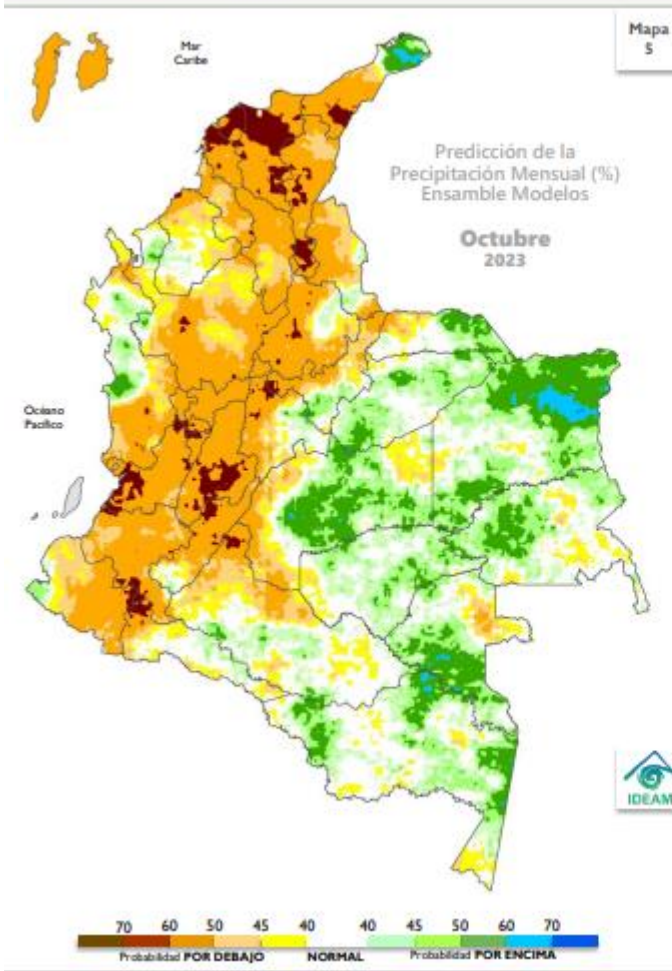 Mapa
5
Mar
Caribe
Predicción de la
Precipitación Mensual (%)
Ensamble Modelos
Octubre
2023
Océano
Pacífico
IDEAM
70 60 50 45 40 40 45 50 60 70
Probabilidad POR DEBAJO NORMAL Probabilidad POR ENCIMA